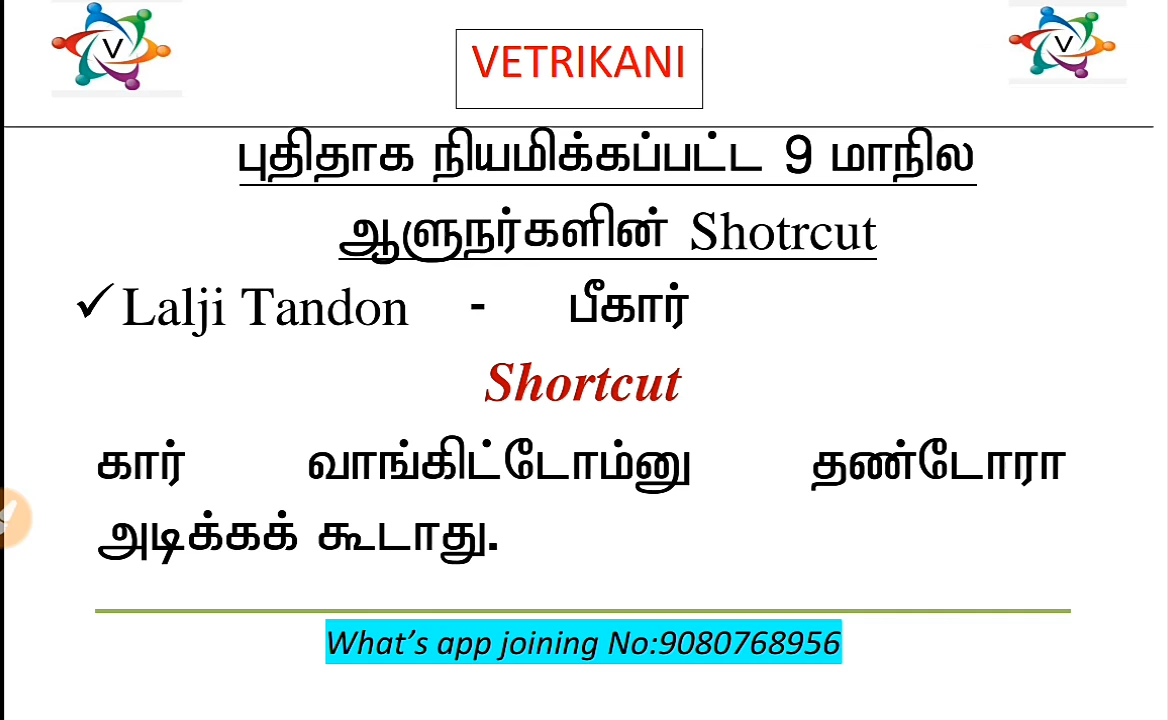 V
VETRIKANI
V
புதிதாக நியமிக்கப்பட்ட 9 மாநில
ஆளுநர்களின் Shotrcut
✓ Lalji Tandon - பீகார்
Shortcut
கார் வாங்கிட்டோம்னு தண்டோரா
அடிக்கக் கூடாது.
What's app joining No:9080768956